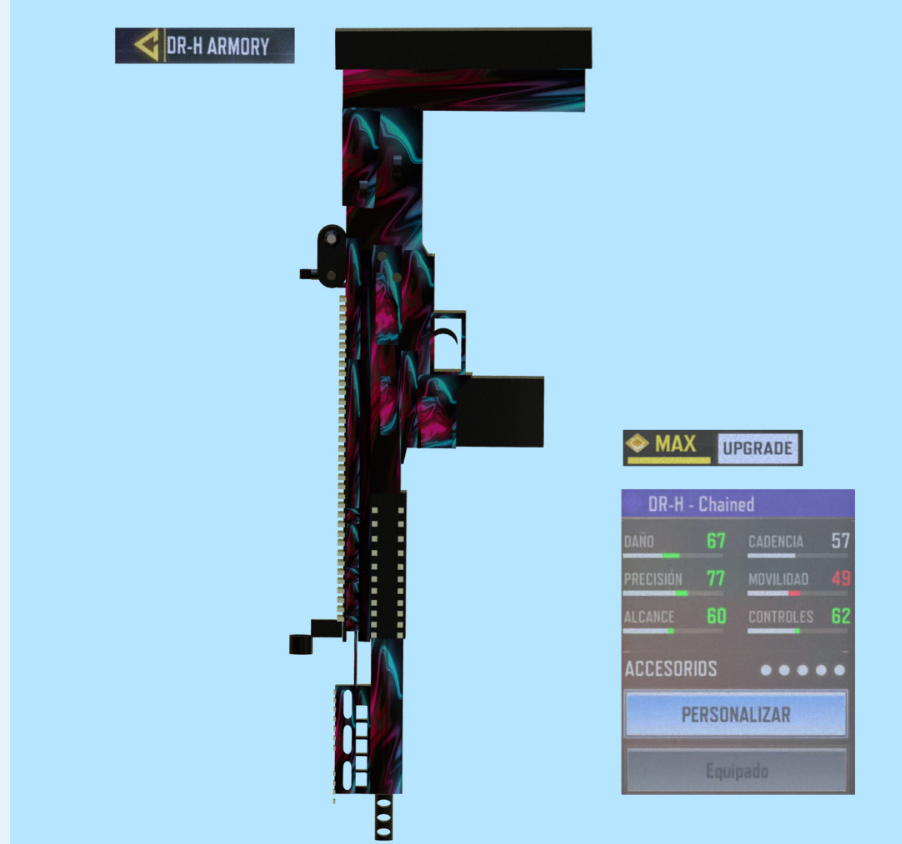 DR-H ARMORY
MAX UPGRADE
DR-H - Chained
DAÑO 67 CADENCIA 57
PRECISIÓN 77 MOVILIDAD 49
ALCANCE 60 CONTROLES 62
ACCESORIOS
PERSONALIZAR
Equipado